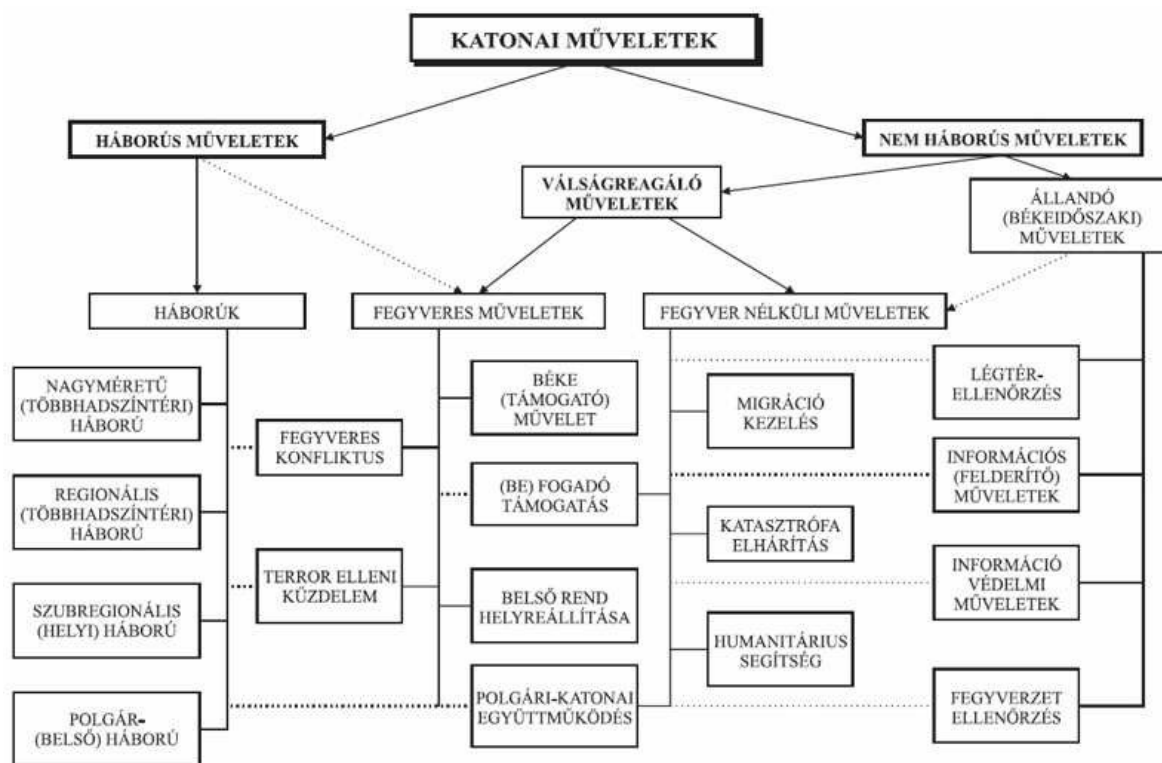 KATONAI MŰVELETEK
HÁBORÚS MŰVELETEK
NEM HÁBORÚS MŰVELETEK
VÁLSÁGREAGÁLÓ
MŰVELETEK
ÁLLANDÓ
(BÉKEIDŐSZAKI)
MŰVELETEK
HÁBORÚK
FEGYVERES MŰVELETEK
FEGYVER NÉLKÜLI MŰVELETEK
NAGYMÉRETŰ
(TÖBBHADSZÍNTÉRI)
HÁBORÚ
REGIONÁLIS
(TÖBBHADSZÍNTÉRI)
HÁBORÚ
SZUBREGIONÁLIS
(HELYI) HÁBORÚ
POLGÁR-
(BELSŐ) HÁBORÚ
FEGYVERES
KONFLIKTUS
TERROR ELLENI
KÜZDELEM
BÉKE
(TÁMOGATÓ)
MŰVELET
(BE) FOGADÓ
TÁMOGATÁS
BELSŐ REND
HELYREÁLLÍTÁSA
POLGÁRI-KATONAI
EGYÜTTMŰKÖDÉS
MIGRÁCIÓ
KEZELÉS
KATASZTRÓFA
ELHÁRÍTÁS
HUMANITÁRIUS
SEGÍTSÉG
LÉGTÉR-
ELLENŐRZÉS
INFORMÁCIÓS
(FELDERÍTŐ)
MŰVELETEK
INFORMÁCIÓ
VÉDELMI
MŰVELETEK
FEGYVERZET
ELLENŐRZÉS